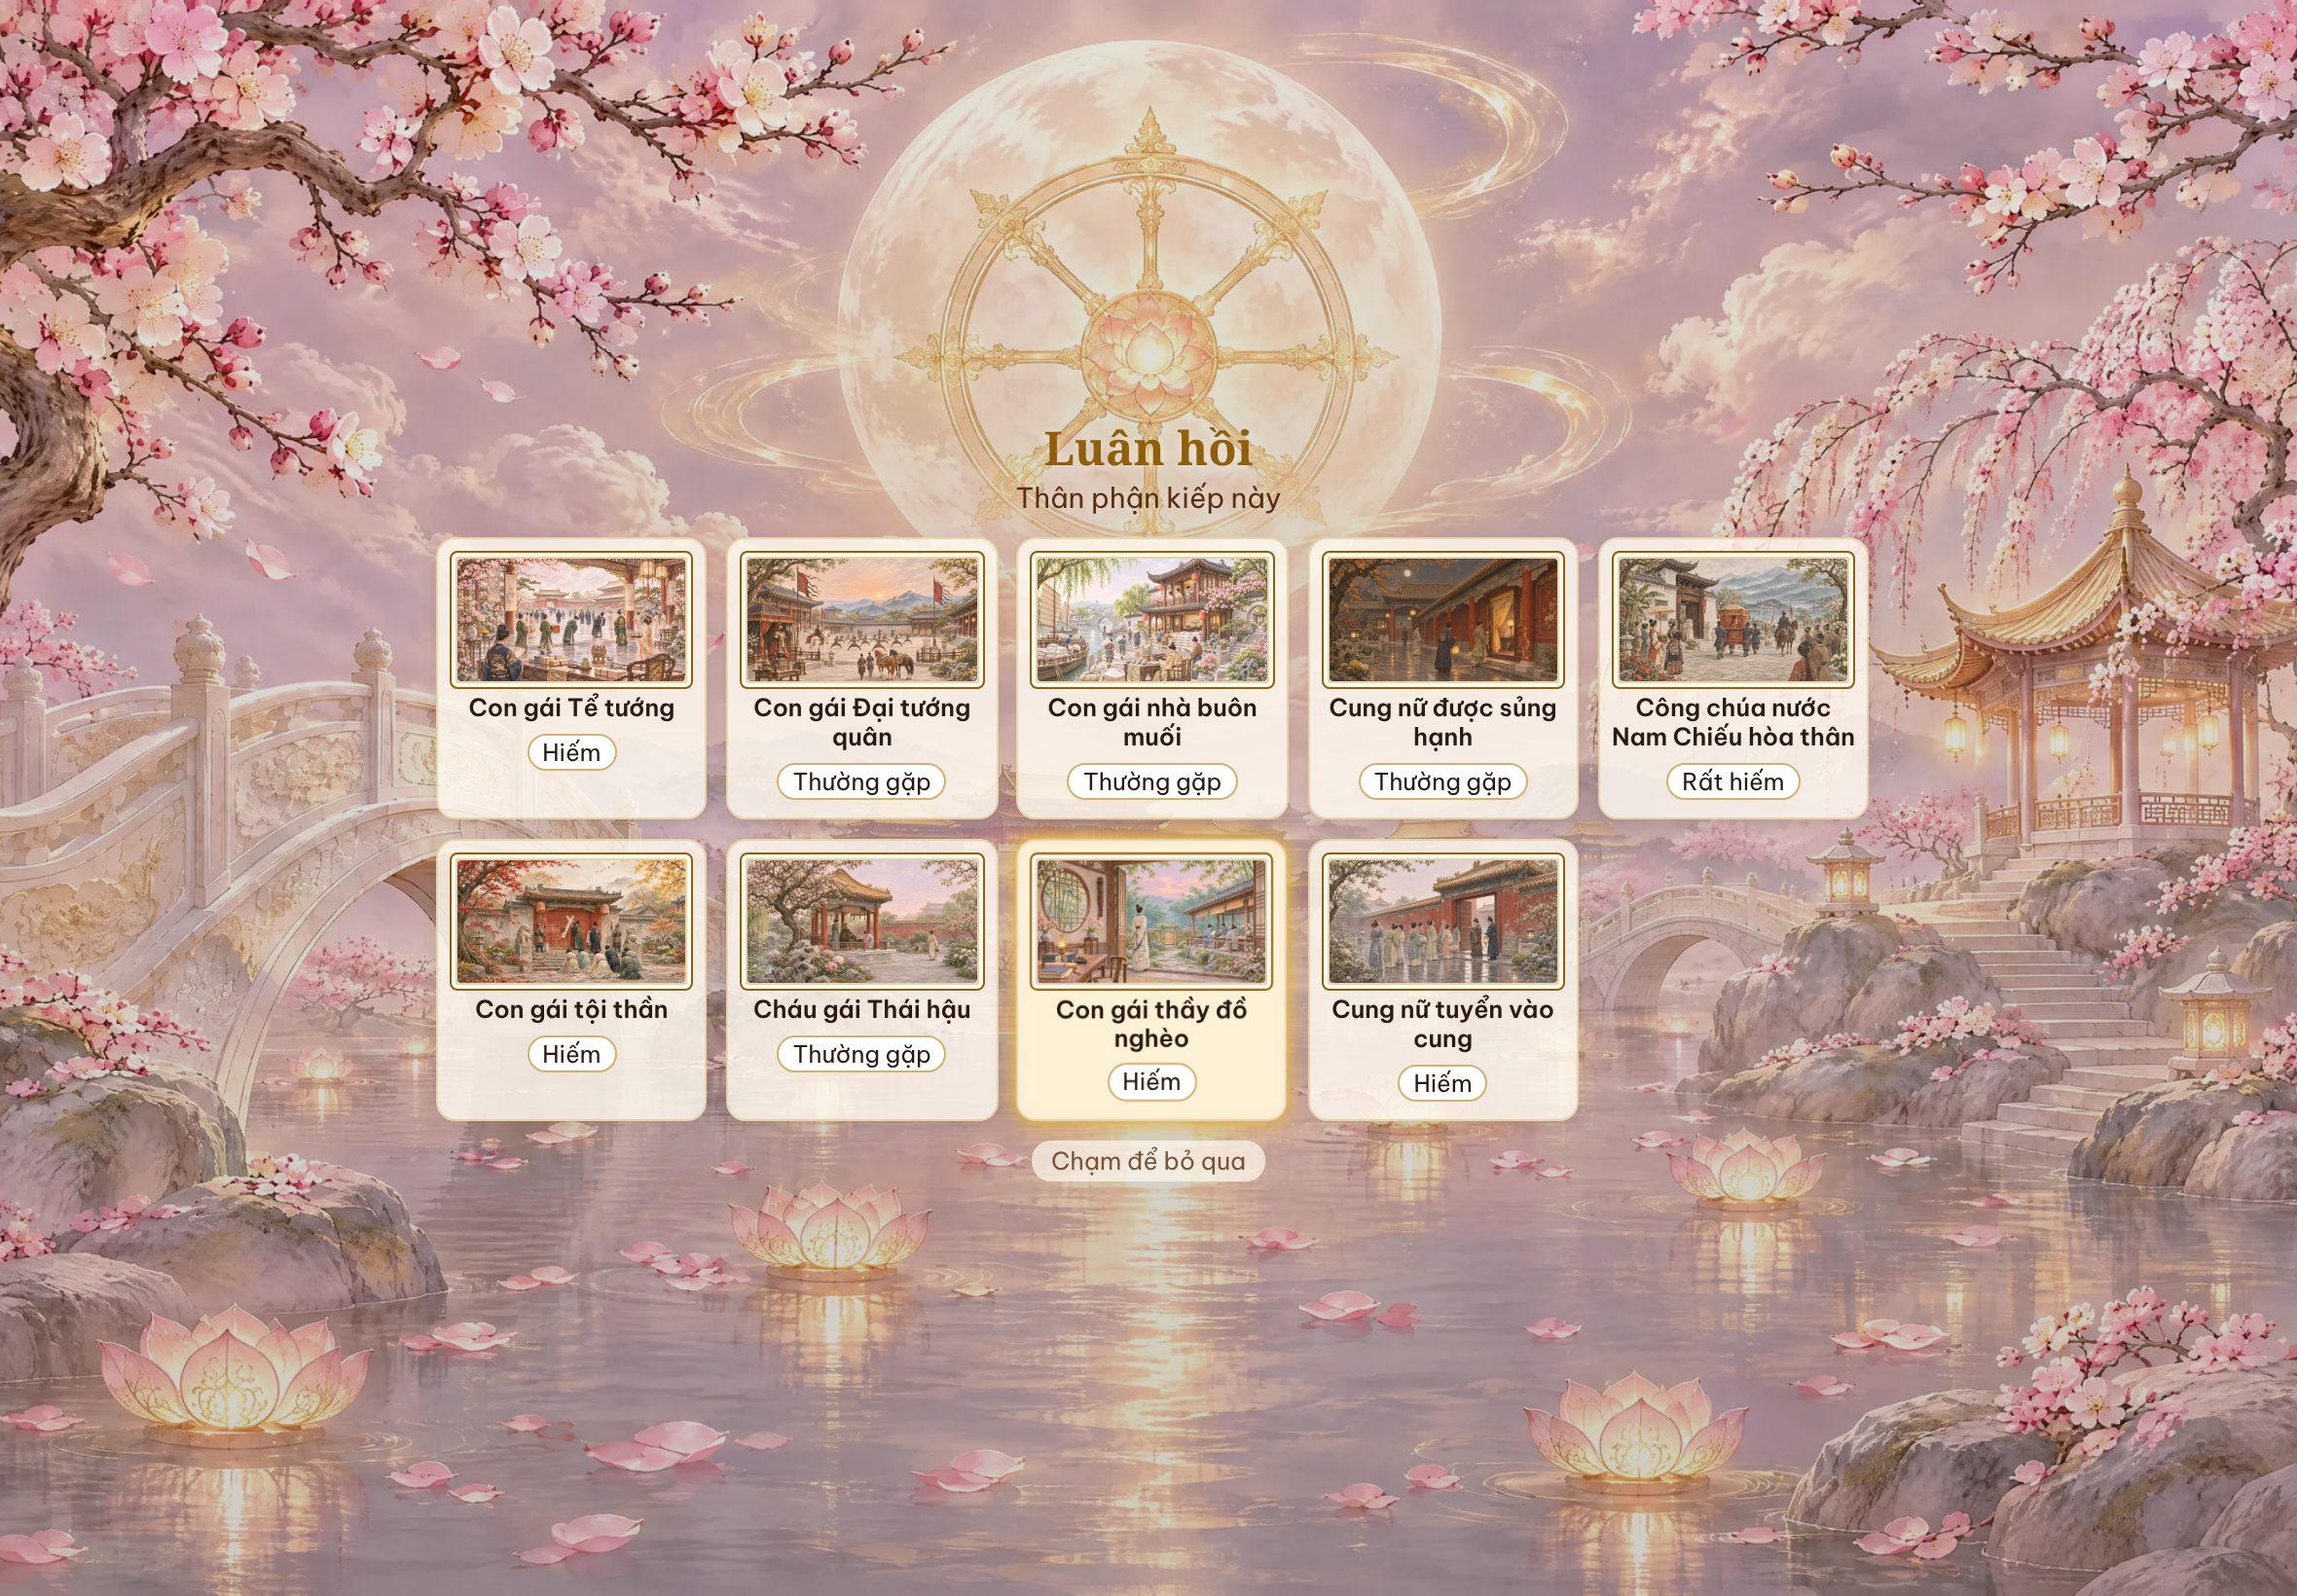 Luân hồi
Thân phận kiếp này
Con gái Tể tướng
Hiếm
Con gái Đại tướng
quân
Thường gặp
Con gái nhà buôn
muối
Thường gặp
Cung nữ được sủng
hạnh
Thường gặp
Công chúa nước
Nam Chiếu hòa thân
Rất hiếm
Con gái tội thần
Hiếm
Cháu gái Thái hậu
Thường gặp
Con gái thầy đồ
nghèo
Hiếm
Cung nữ tuyển vào
cung
Hiếm
Chạm để bỏ qua